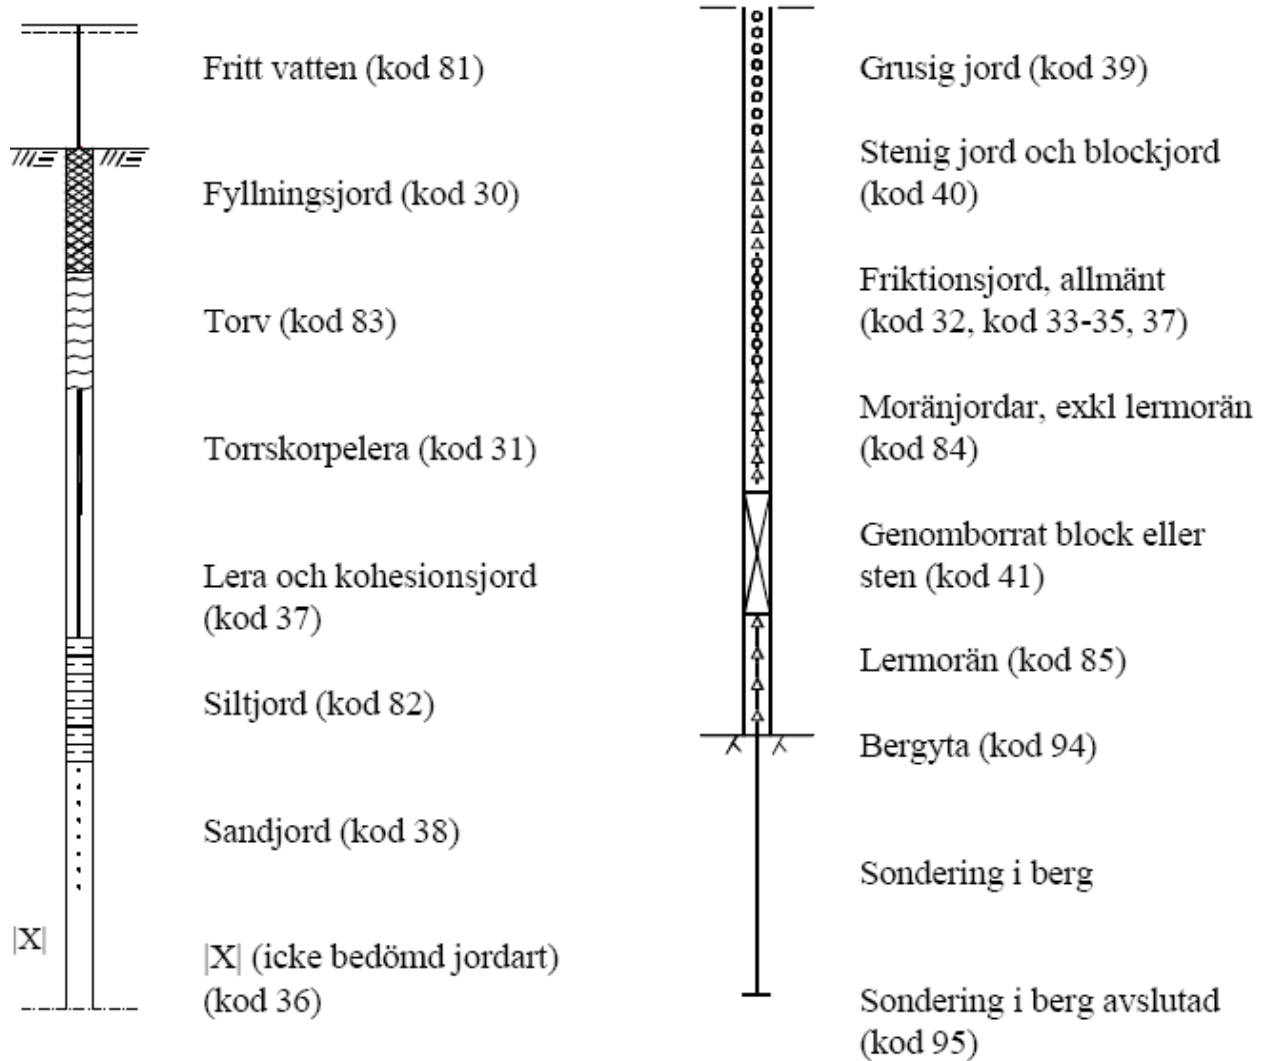 Fritt vatten (kod 81)
Fyllningsjord (kod 30)
Torv (kod 83)
Torrskorpelera (kod 31)
Lera och kohesionsjord
(kod 37)
Siltjord (kod 82)
Sandjord (kod 38)
|X|
|X| (icke bedömd jordart)
(kod 36)
Grusig jord (kod 39)
Stenig jord och blockjord
(kod 40)
Friktionsjord, allmänt
(kod 32, kod 33-35, 37)
Moränjordar, exkl lermorän
(kod 84)
Genomborrat block eller
sten (kod 41)
Lermorän (kod 85)
Bergyta (kod 94)
Sondering i berg
Sondering i berg avslutad
(kod 95)